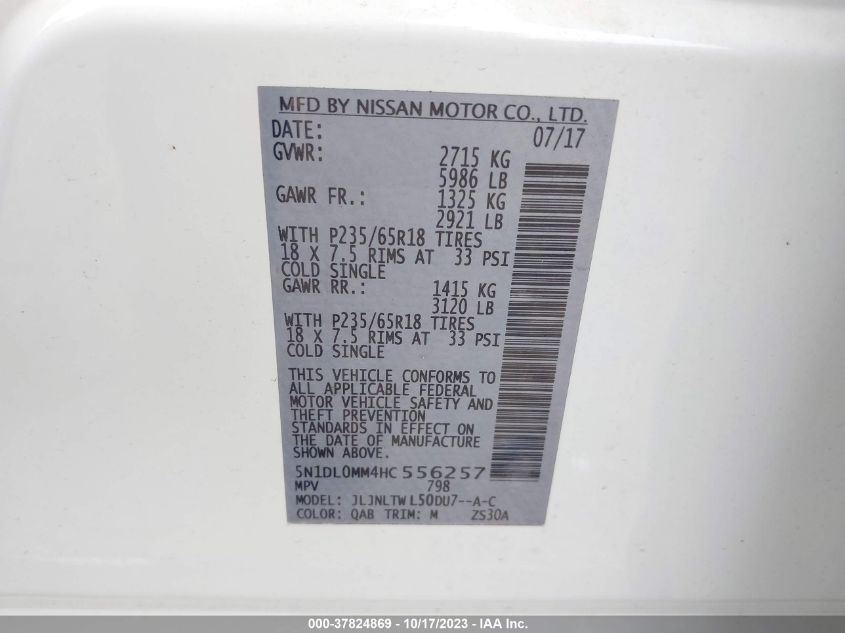 MFD BY NISSAN MOTOR CO., LTD.
DATE: 07/17
GVWR: 2715 KG
5986 LB
GAWR FR.: 1325 KG
2921 LB
WITH P235/65R18 TIRES
18 X 7.5 RIMS AT 33 PSI
COLD SINGLE
GAWR RR.: 1415 KG
3120 LB
WITH P235/65R18 TIRES
18 X 7.5 RIMS AT 33 PSI
COLD SINGLE
THIS VEHICLE CONFORMS TO
ALL APPLICABLE FEDERAL
MOTOR VEHICLE SAFETY AND
THEFT PREVENTION
STANDARDS IN EFFECT ON
THE DATE OF MANUFACTURE
SHOWN ABOVE.
5N1DL0MM4HC556257
MPV 798
MODEL: JLJNLTWL50DU7--A-C
COLOR: QAB TRIM: M ZS30A
000-37824869 - 10/17/2023 - IAA Inc.